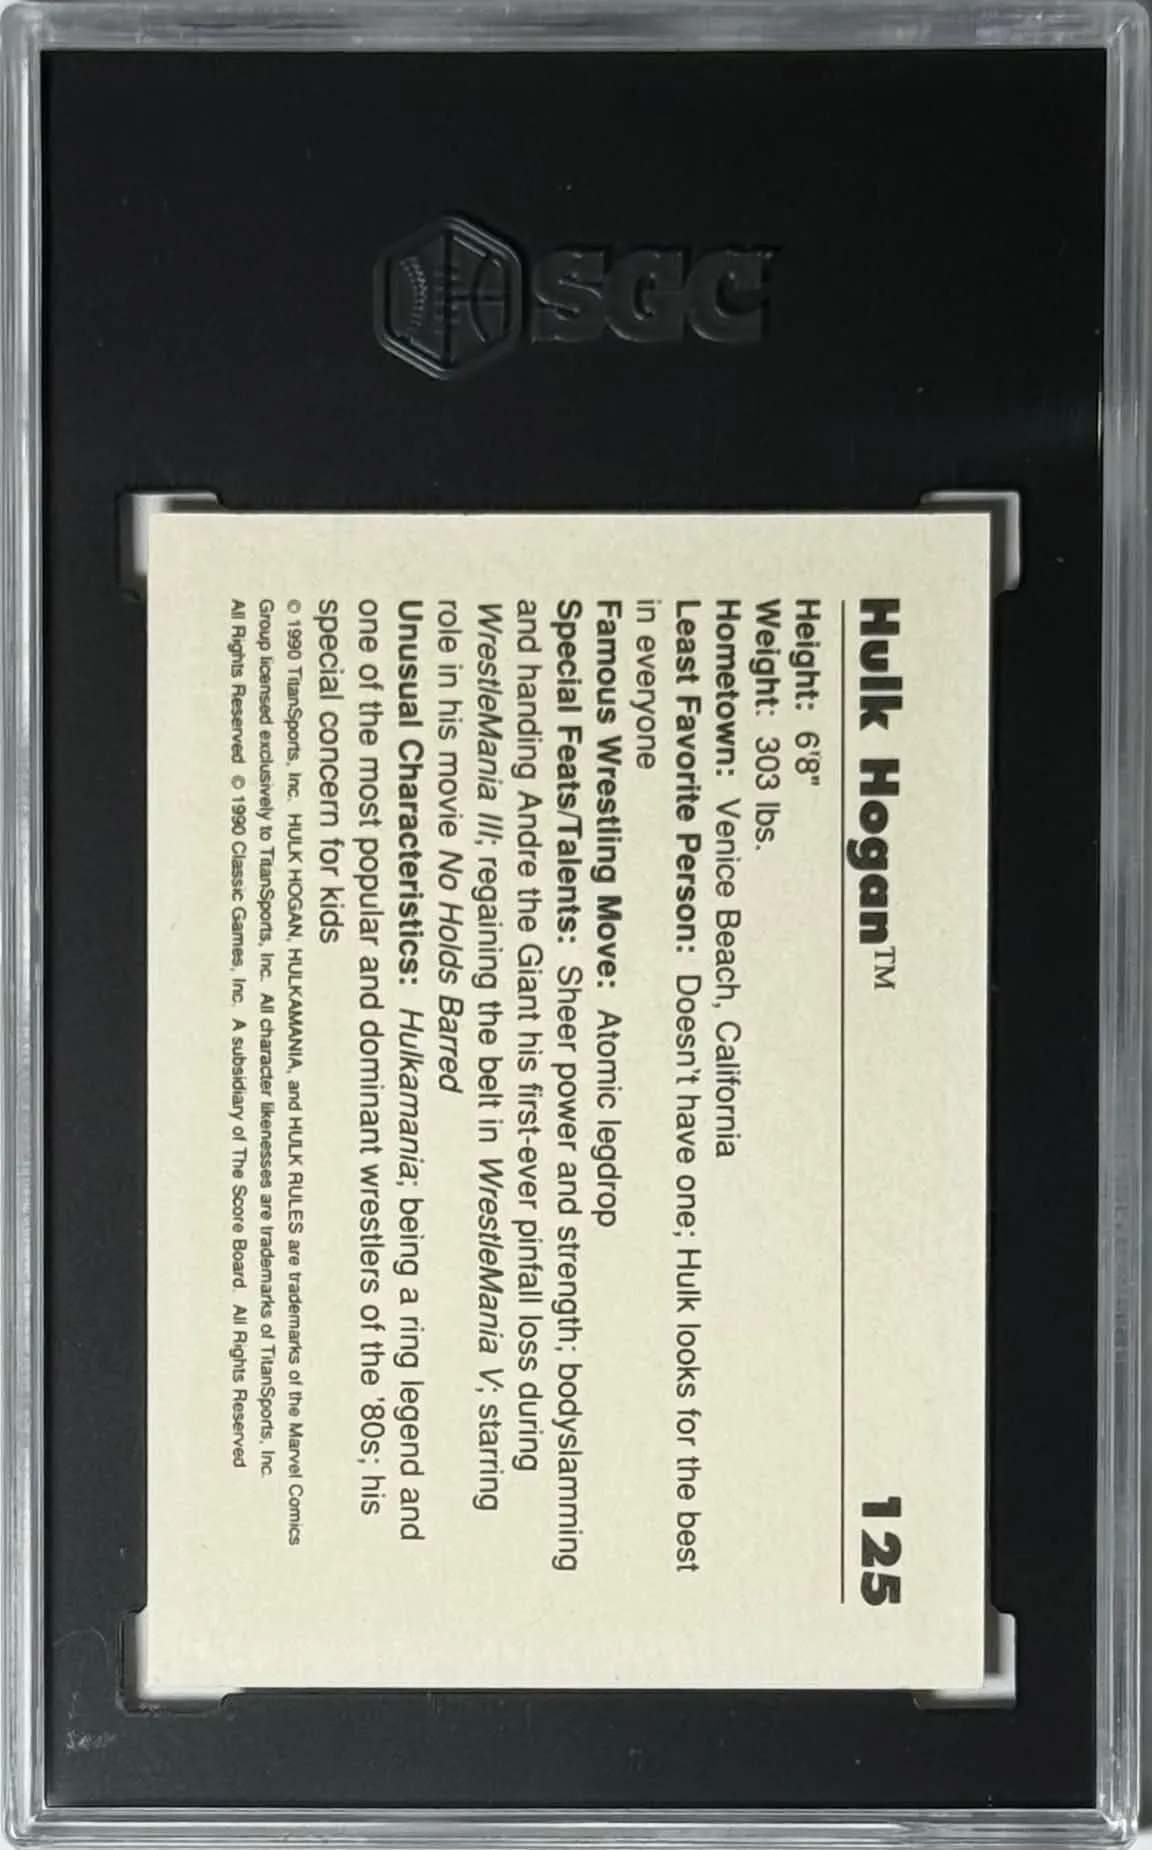 SGC
Hulk Hogan™ 125
Height: 6'8"
Weight: 303 lbs.
Hometown: Venice Beach, California
Least Favorite Person: Doesn't have one; Hulk looks for the best
in everyone
Famous Wrestling Move: Atomic legdrop
Special Feats/Talents: Sheer power and strength; bodyslamming
and handing Andre the Giant his first-ever pinfall loss during
WrestleMania III; regaining the belt in WrestleMania V; starring
role in his movie No Holds Barred
Unusual Characteristics: Hulkamania; being a ring legend and
one of the most popular and dominant wrestlers of the '80s; his
special concern for kids
© 1990 TitanSports, Inc. HULK HOGAN, HULKAMANIA, and HULK RULES are trademarks of the Marvel Comics
Group licensed exclusively to TitanSports, Inc. All character likenesses are trademarks of TitanSports, Inc.
All Rights Reserved © 1990 Classic Games, Inc. A subsidiary of The Score Board. All Rights Reserved